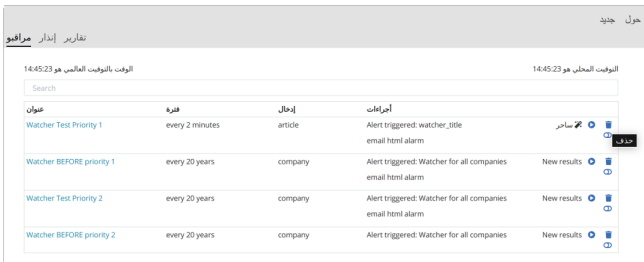 حول جديد
تقارير إنذار مراقبو
التوقيت المحلي هو 14:45:23 الوقت بالتوقيت العالمي هو 14:45:23
Search
عنوان فترة إدخال أجراءات
Watcher Test Priority 1 every 2 minutes article Alert triggered: watcher_title ساحر
email html alarm
حذف
Watcher BEFORE priority 1 every 20 years company Alert triggered: Watcher for all companies New results
email html alarm
Watcher Test Priority 2 every 20 years company Alert triggered: Watcher for all companies New results
email html alarm
Watcher BEFORE priority 2 every 20 years company Alert triggered: Watcher for all companies New results
email html alarm